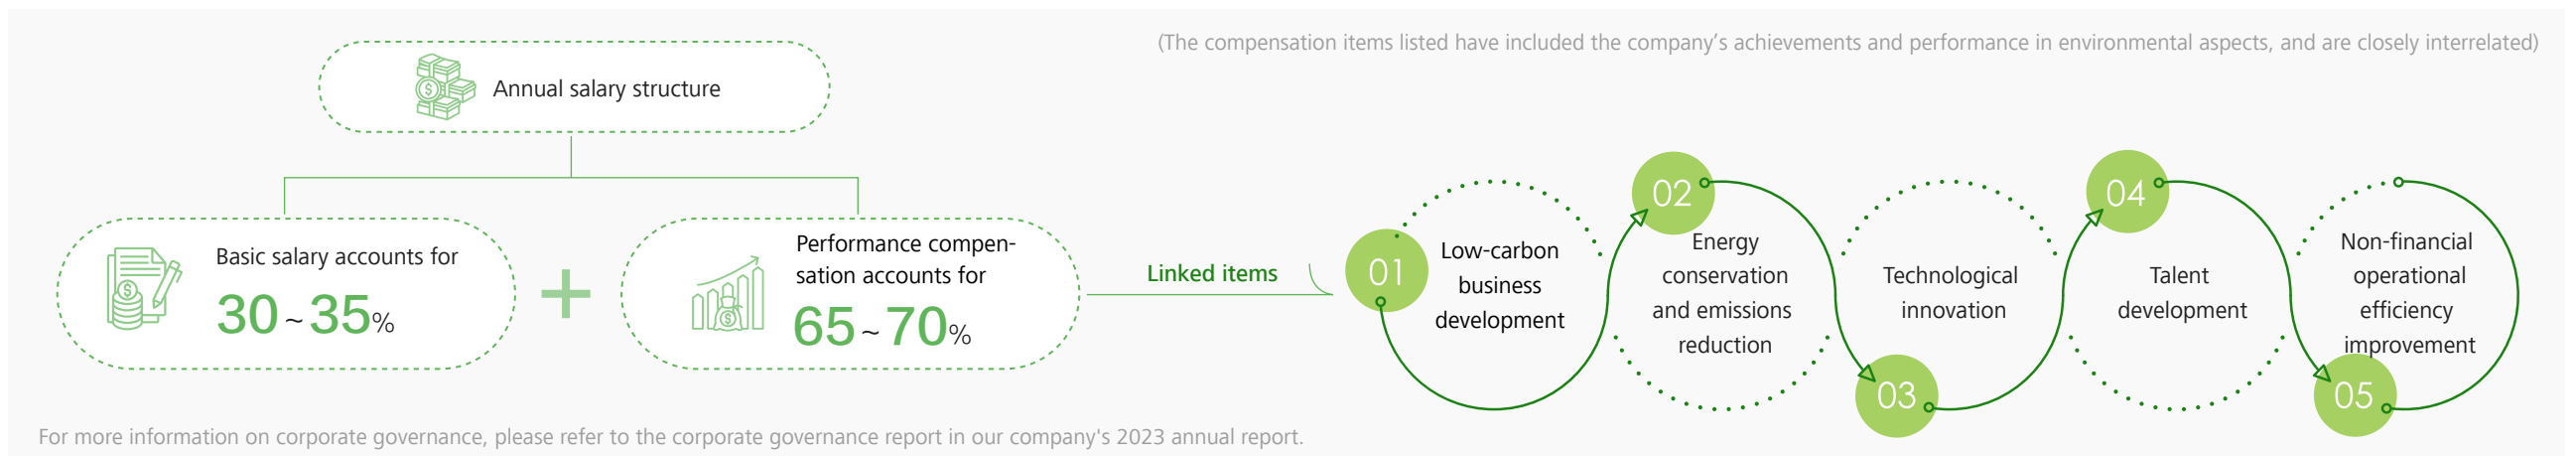 (The compensation items listed have included the company’s achievements and performance in environmental aspects, and are closely interrelated)
Annual salary structure
Basic salary accounts for
30 ~ 35%
+
Performance compen-
sation accounts for
65 ~ 70%
Linked items
01
Low-carbon
business
development
02
Energy
conservation
and emissions
reduction
03
Technological
innovation
04
Talent
development
05
Non-financial
operational
efficiency
improvement
For more information on corporate governance, please refer to the corporate governance report in our company's 2023 annual report.